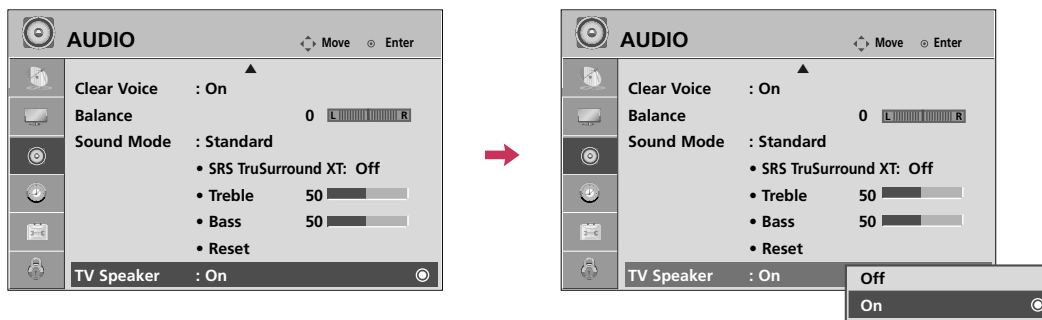 AUDIO Move Enter
Clear Voice : On
Balance 0 L R
Sound Mode : Standard
• SRS TruSurround XT: Off
• Treble 50
• Bass 50
• Reset
TV Speaker : On
AUDIO Move Enter
Clear Voice : On
Balance 0 L R
Sound Mode : Standard
• SRS TruSurround XT: Off
• Treble 50
• Bass 50
• Reset
TV Speaker : On
Off
On